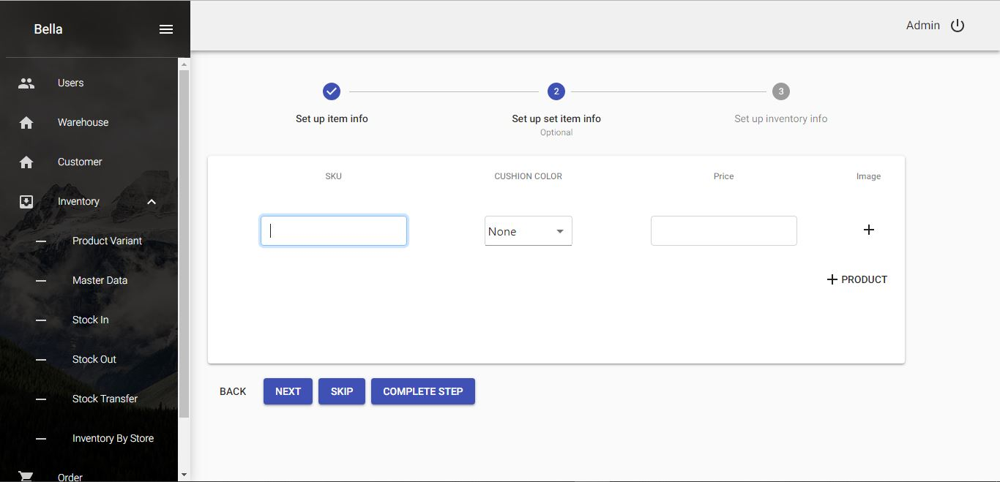 Bella
Admin
Users
Warehouse
Customer
Inventory
Product Variant
Master Data
Stock In
Stock Out
Stock Transfer
Inventory By Store
Order
2
3
Set up item info
Set up set item info
Set up inventory info
Optional
SKU
CUSHION COLOR
Price
Image
None
PRODUCT
BACK
NEXT
SKIP
COMPLETE STEP